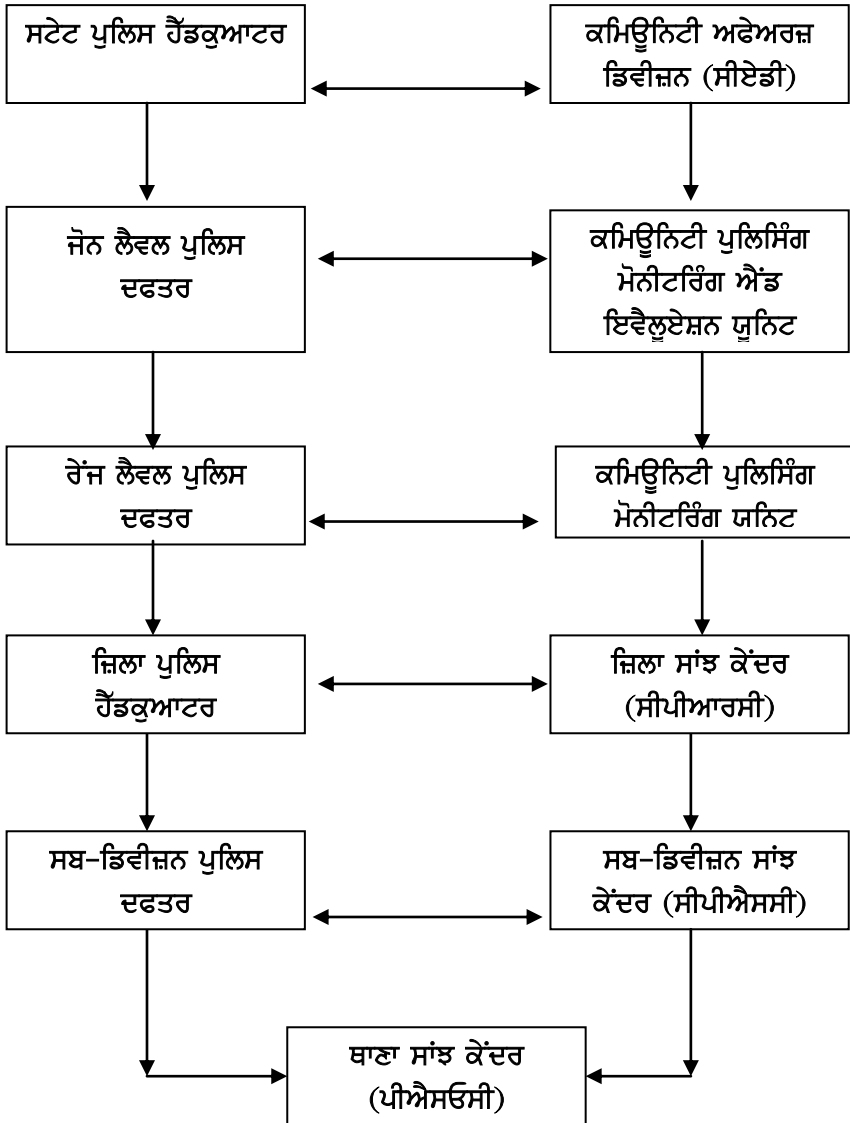 ਸਟੇਟ ਪੁਲਿਸ ਹੈੱਡਕੁਆਟਰ
ਕਮਿਊਨਿਟੀ ਅਫੇਅਰਜ਼
ਡਿਵੀਜ਼ਨ (ਸੀਏਡੀ)
ਜੋਨ ਲੈਵਲ ਪੁਲਿਸ
ਦਫਤਰ
ਕਮਿਊਨਿਟੀ ਪੁਲਿਸਿੰਗ
ਮੋਨੀਟਰਿੰਗ ਐਂਡ
ਇਵੈਲੂਏਸ਼ਨ ਯੂਨਿਟ
ਰੇਂਜ ਲੈਵਲ ਪੁਲਿਸ
ਦਫਤਰ
ਕਮਿਊਨਿਟੀ ਪੁਲਿਸਿੰਗ
ਮੋਨੀਟਰਿੰਗ ਯੂਨਿਟ
ਜ਼ਿਲਾ ਪੁਲਿਸ
ਹੈੱਡਕੁਆਟਰ
ਜ਼ਿਲਾ ਸਾਂਝ ਕੇਂਦਰ
(ਸੀਪੀਆਰਸੀ)
ਸਬ-ਡਿਵੀਜ਼ਨ ਪੁਲਿਸ
ਦਫਤਰ
ਸਬ-ਡਿਵੀਜ਼ਨ ਸਾਂਝ
ਕੇਂਦਰ (ਸੀਪੀਐਸਸੀ)
ਥਾਣਾ ਸਾਂਝ ਕੇਂਦਰ
(ਪੀਐਸਓਸੀ)